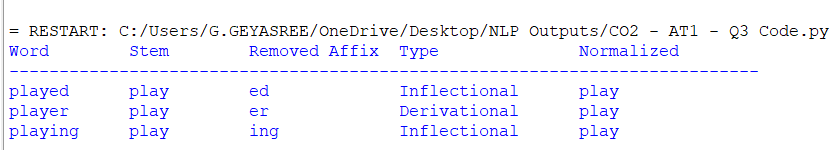 = RESTART: C:/Users/G.GEYASREE/OneDrive/Desktop/NLP Outputs/CO2 - AT1 - Q3 Code.py
Word        Stem        Removed Affix  Type              Normalized
---------------------------------------------------------------------------
played      play        ed             Inflectional      play
player      play        er             Derivational      play
playing     play        ing            Inflectional      play